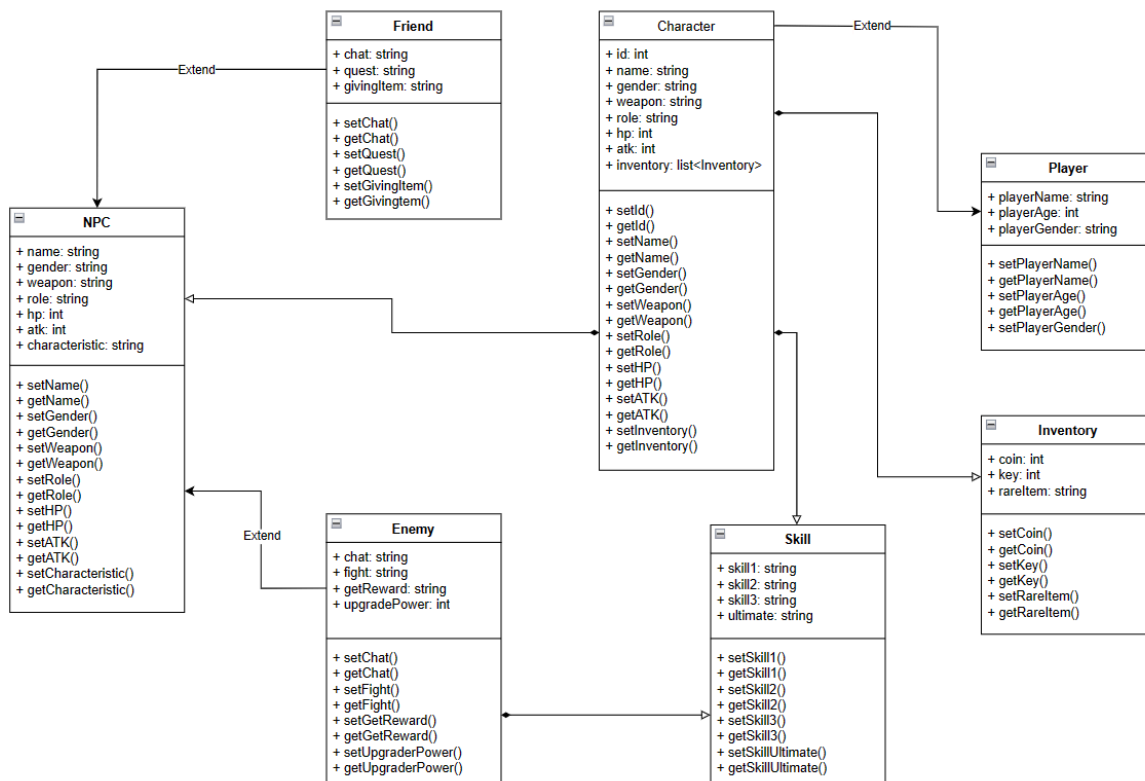 Friend
+ chat: string
+ quest: string
+ givingItem: string
+ setChat()
+ getChat()
+ setQuest()
+ getQuest()
+ setGivingItem()
+ getGivingtem()
Extend
Character
+ id: int
+ name: string
+ gender: string
+ weapon: string
+ role: string
+ hp: int
+ atk: int
+ inventory: list<Inventory>
+ setId()
+ getId()
+ setName()
+ getName()
+ setGender()
+ getGender()
+ setWeapon()
+ getWeapon()
+ setRole()
+ getRole()
+ setHP()
+ getHP()
+ setATK()
+ getATK()
+ setInventory()
+ getInventory()
Extend
Player
+ playerName: string
+ playerAge: int
+ playerGender: string
+ setPlayerName()
+ getPlayerName()
+ setPlayerAge()
+ getPlayerAge()
+ setPlayerGender()
NPC
+ name: string
+ gender: string
+ weapon: string
+ role: string
+ hp: int
+ atk: int
+ characteristic: string
+ setName()
+ getName()
+ setGender()
+ getGender()
+ setWeapon()
+ getWeapon()
+ setRole()
+ getRole()
+ setHP()
+ getHP()
+ setATK()
+ getATK()
+ setCharacteristic()
+ getCharacteristic()
Extend
Inventory
+ coin: int
+ key: int
+ rareItem: string
+ setCoin()
+ getCoin()
+ setKey()
+ getKey()
+ setRareItem()
+ getRareItem()
Enemy
+ chat: string
+ fight: string
+ getReward: string
+ upgradePower: int
+ setChat()
+ getChat()
+ setFight()
+ getFight()
+ setGetReward()
+ getGetReward()
+ setUpgraderPower()
+ getUpgraderPower()
Skill
+ skill1: string
+ skill2: string
+ skill3: string
+ ultimate: string
+ setSkill1()
+ getSkill1()
+ setSkill2()
+ getSkill2()
+ setSkill3()
+ getSkill3()
+ setSkillUltimate()
+ getSkillUltimate()